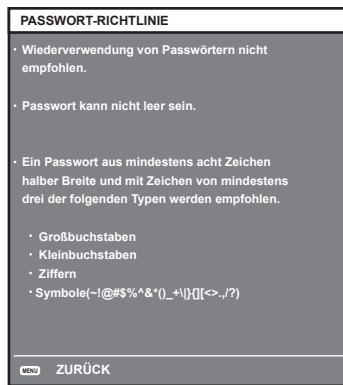 PASSWORT-RICHTLINIE
· Wiederverwendung von Passwörtern nicht
empfohlen.
· Passwort kann nicht leer sein.
· Ein Passwort aus mindestens acht Zeichen
halber Breite und mit Zeichen von mindestens
drei der folgenden Typen werden empfohlen.
· Großbuchstaben
· Kleinbuchstaben
· Ziffern
· Symbole(~!@#$%^&*()_+\|}{][<>.,/?)
MENU ZURÜCK